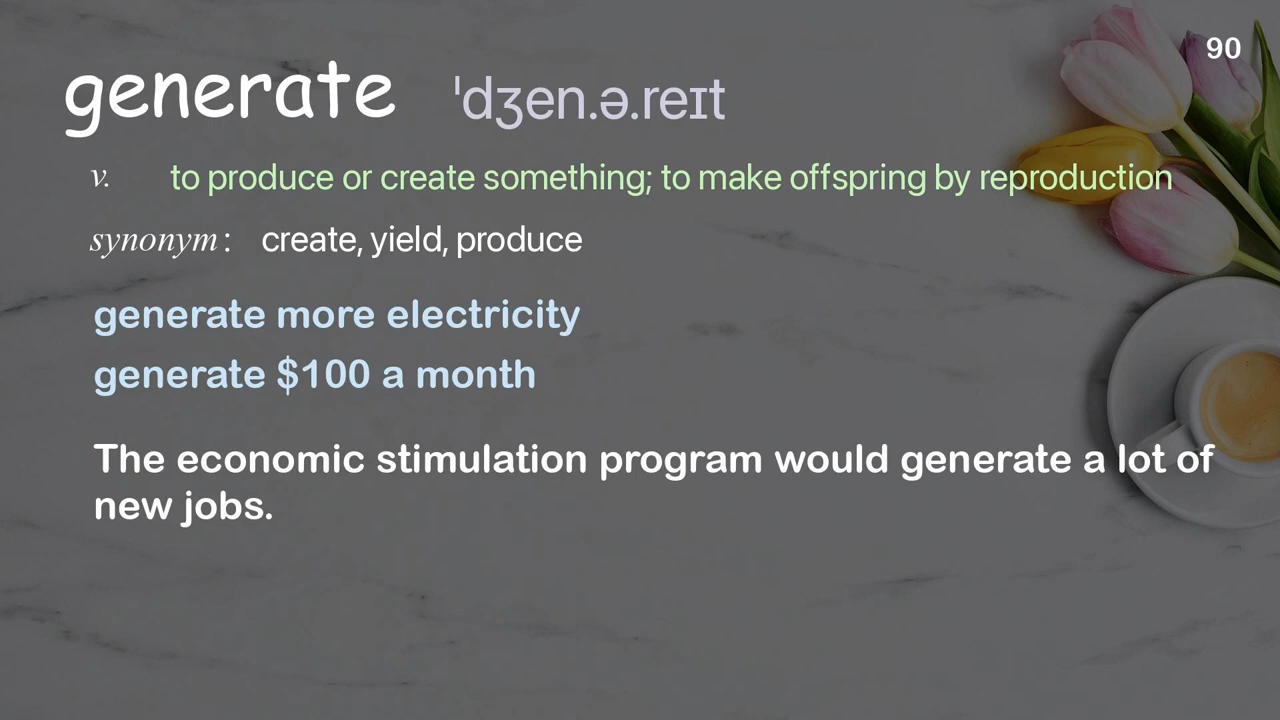 90
generate ˈdʒen.ə.reɪt
v. to produce or create something; to make offspring by reproduction
synonym: create, yield, produce
generate more electricity
generate $100 a month
The economic stimulation program would generate a lot of
new jobs.